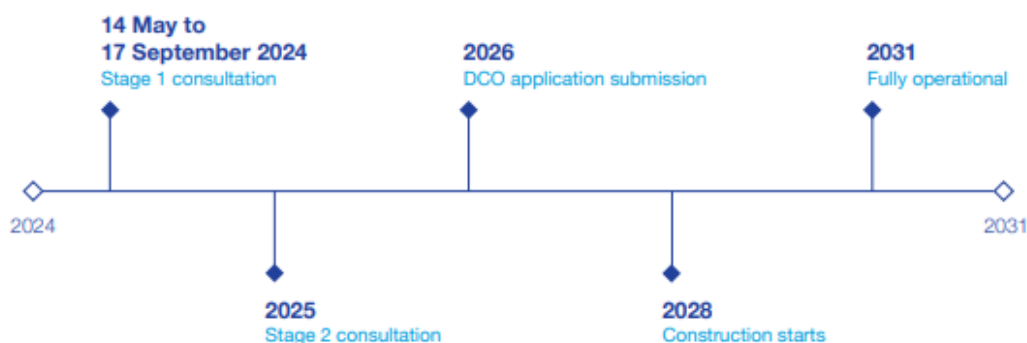 14 May to
17 September 2024
Stage 1 consultation
2026
DCO application submission
2031
Fully operational
2024
2031
2025
Stage 2 consultation
2028
Construction starts